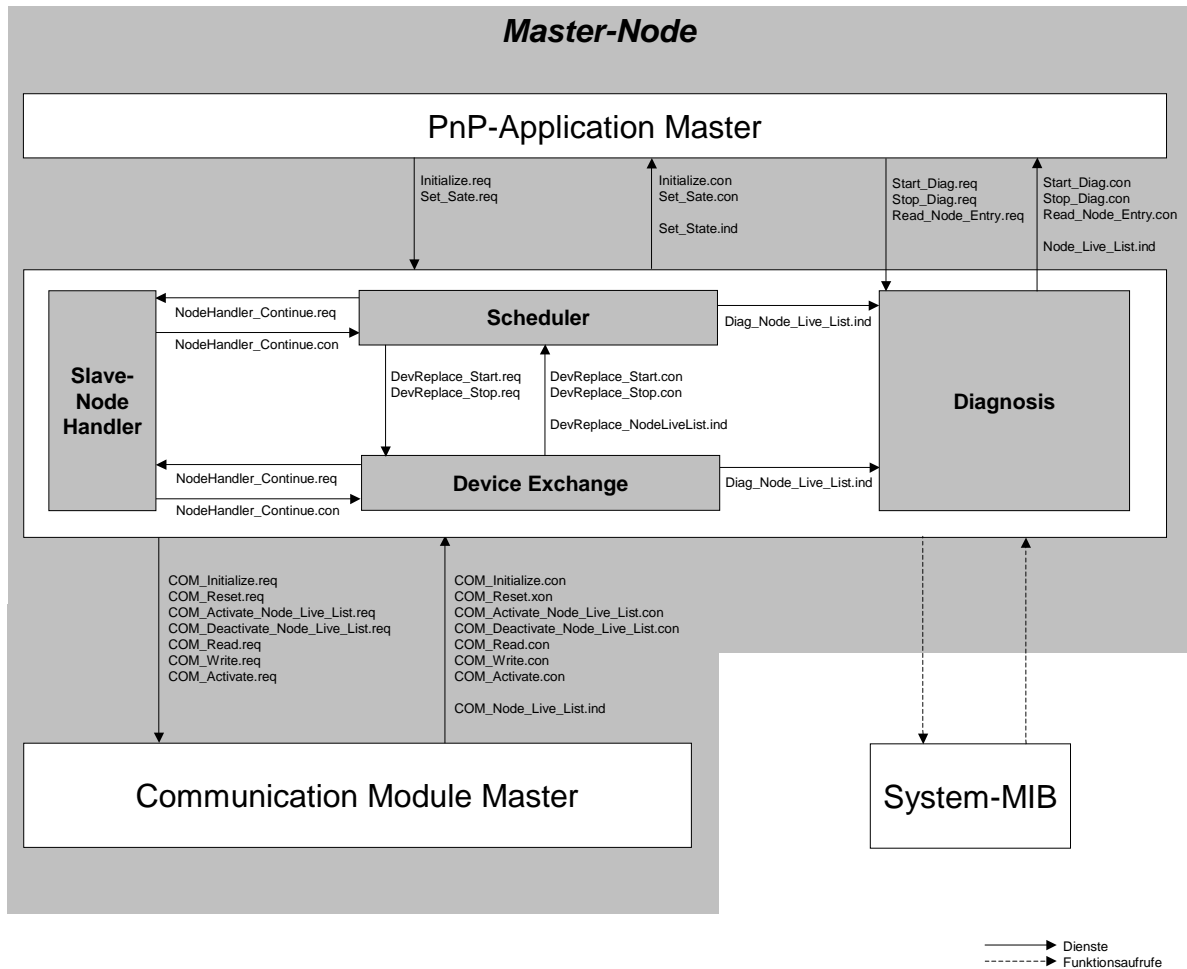 Master-Node
PnP-Application Master
Initialize.req
Set_Sate.req
Initialize.con
Set_Sate.con
Set_State.ind
Start_Diag.req
Stop_Diag.req
Read_Node_Entry.req
Start_Diag.con
Stop_Diag.con
Read_Node_Entry.con
Node_Live_List.ind
Slave-
Node
Handler
NodeHandler_Continue.req
NodeHandler_Continue.con
Scheduler
Diag_Node_Live_List.ind
DevReplace_Start.req
DevReplace_Stop.req
DevReplace_Start.con
DevReplace_Stop.con
DevReplace_NodeLiveList.ind
Diagnosis
NodeHandler_Continue.req
NodeHandler_Continue.con
Device Exchange
Diag_Node_Live_List.ind
COM_Initialize.req
COM_Reset.req
COM_Activate_Node_Live_List.req
COM_Deactivate_Node_Live_List.req
COM_Read.req
COM_Write.req
COM_Activate.req
COM_Initialize.con
COM_Reset.xon
COM_Activate_Node_Live_List.con
COM_Deactivate_Node_Live_List.con
COM_Read.con
COM_Write.con
COM_Activate.con
COM_Node_Live_List.ind
Communication Module Master
System-MIB
Dienste
Funktionsaufrufe